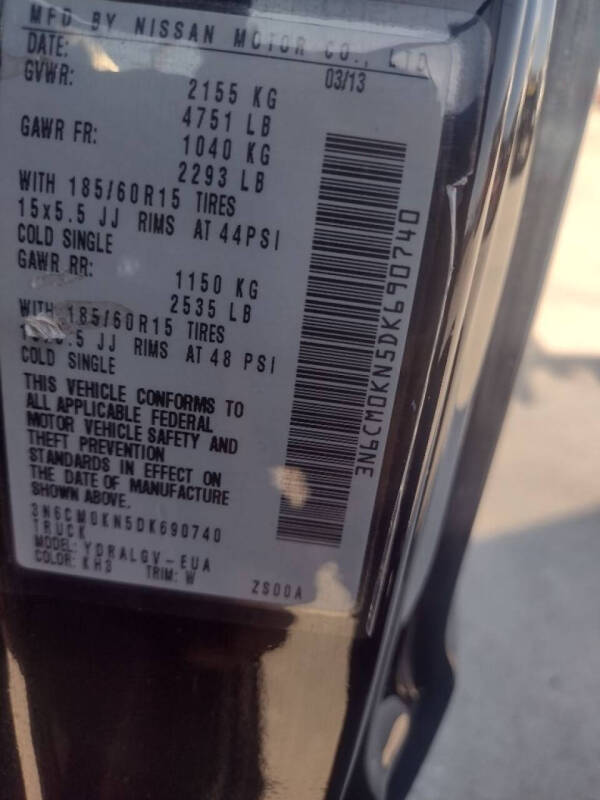 MFD BY NISSAN MOTOR CO., LTD
DATE: 03/13
GVWR: 2155 KG
4751 LB
GAWR FR: 1040 KG
2293 LB
WITH 185/60R15 TIRES
15x5.5 JJ RIMS AT 44PSI
COLD SINGLE
GAWR RR: 1150 KG
2535 LB
WITH 185/60R15 TIRES
JJ RIMS AT 48 PSI
COLD SINGLE
THIS VEHICLE CONFORMS TO
ALL APPLICABLE FEDERAL
MOTOR VEHICLE SAFETY AND
THEFT PREVENTION
STANDARDS IN EFFECT ON
THE DATE OF MANUFACTURE
SHOWN ABOVE.
3N6CM0KN5DK690740
TRUCK
MODEL: YDRALGV-EUA
COLOR: KH3 TRIM: W
ZS00A
3N6CM0KN5DK690740